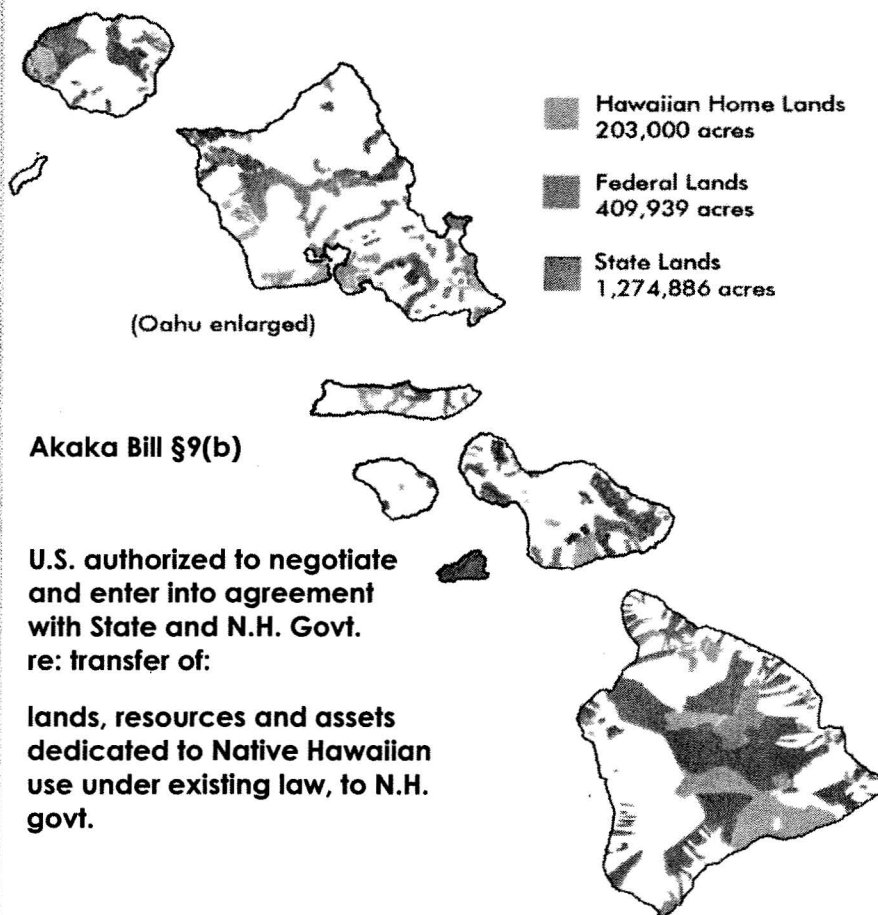 Hawaiian Home Lands
203,000 acres
Federal Lands
409,939 acres
State Lands
1,274,886 acres
(Oahu enlarged)
Akaka Bill §9(b)
U.S. authorized to negotiate
and enter into agreement
with State and N.H. Govt.
re: transfer of:
lands, resources and assets
dedicated to Native Hawaiian
use under existing law, to N.H.
govt.